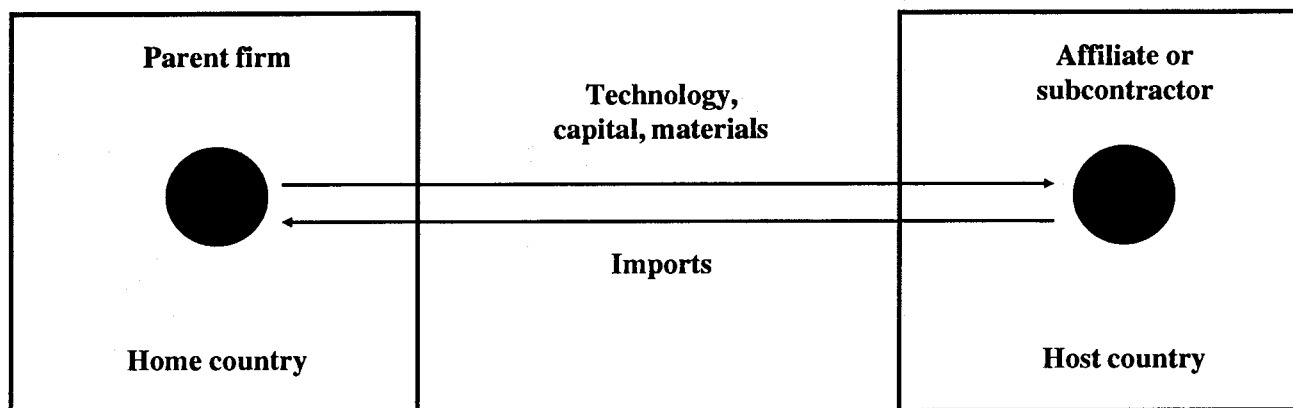 Parent firm
Affiliate or
subcontractor
Technology,
capital, materials
Imports
Home country
Host country